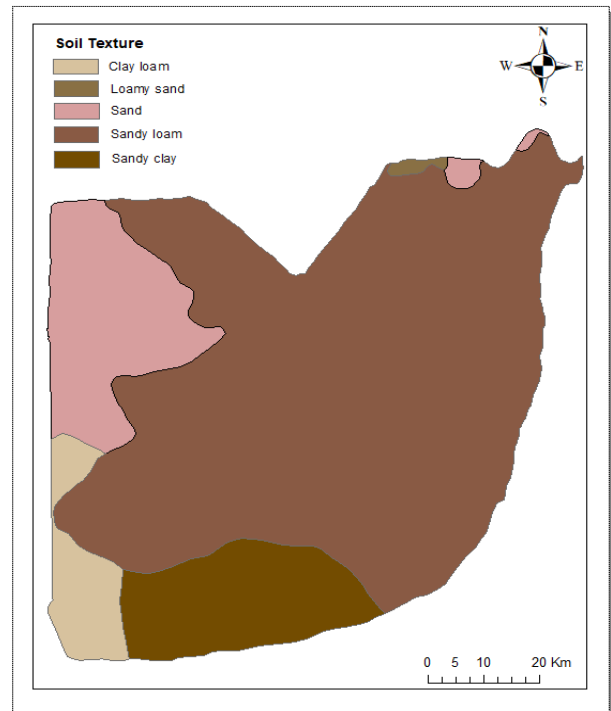 Soil Texture
Clay loam
Loamy sand
Sand
Sandy loam
Sandy clay
N
W E
S
0 5 10 20 Km